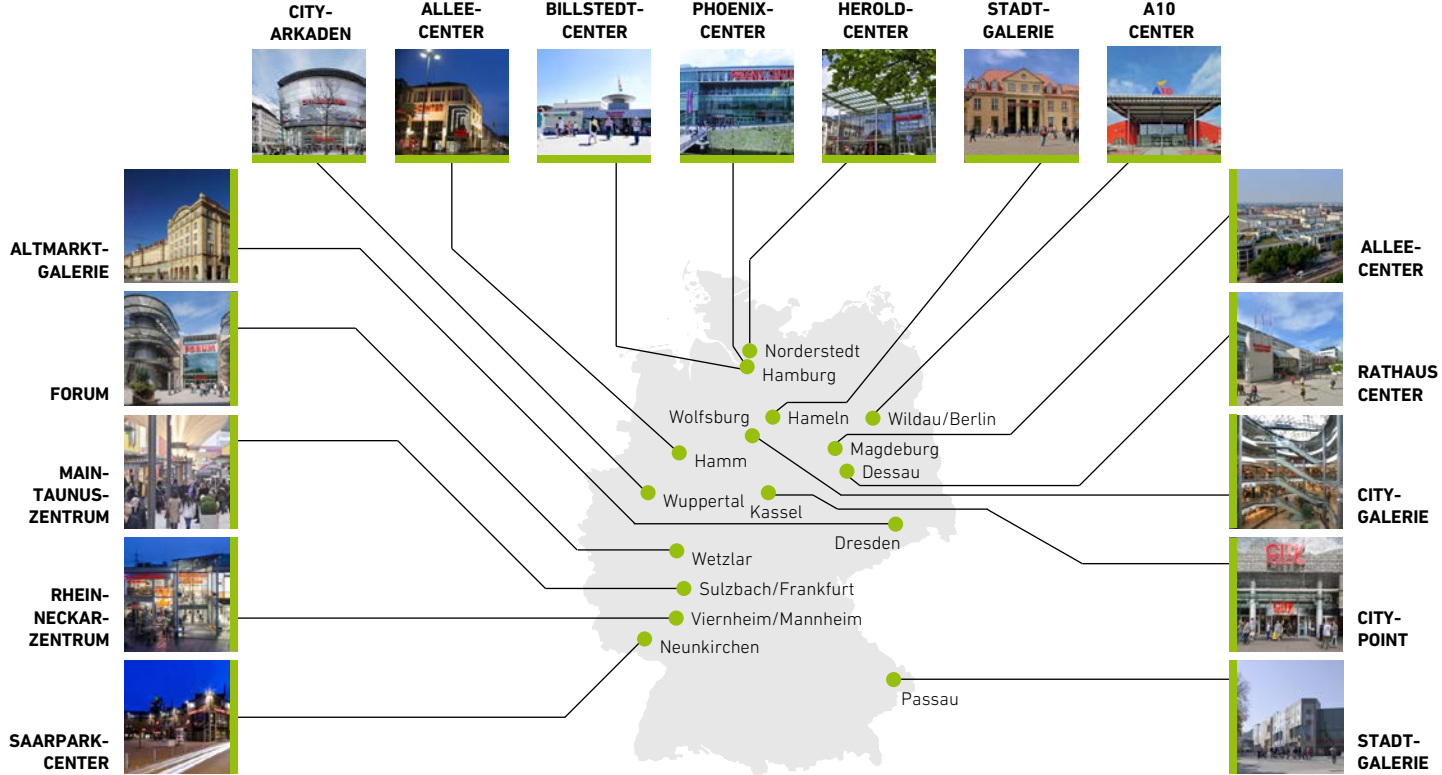 CITY-
ARKADEN
ALLEE-
CENTER
BILLSTEDT-
CENTER
PHOENIX-
CENTER
HEROLD-
CENTER
STADT-
GALERIE
A10
CENTER
A10
ALTMARKT-
GALERIE
FORUM
FORUM
MAIN-
TAUNUS-
ZENTRUM
RHEIN-
NECKAR-
ZENTRUM
SAARPARK-
CENTER
Norderstedt
Hamburg
Wolfsburg
Hameln
Wildau/Berlin
Magdeburg
Hamm
Dessau
Wuppertal
Kassel
Dresden
Wetzlar
Sulzbach/Frankfurt
Viernheim/Mannheim
Neunkirchen
Passau
ALLEE-
CENTER
RATHAUS
CENTER
CITY-
GALERIE
CITY-
POINT
STADT-
GALERIE